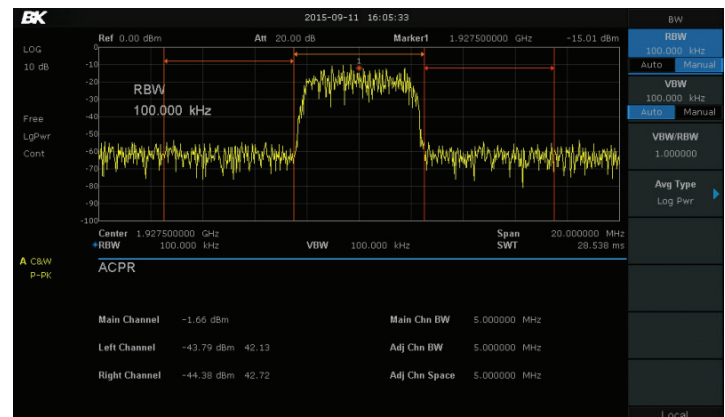 BK
2015-09-11 16:05:33
BW
LOG
10 dB
Free
LgPwr
Cont
A C&W
P-PK
Ref 0.00 dBm
Att 20.00 dB
Marker1 1.927500000 GHz -15.01 dBm
0
-10
-20
-30
-40
-50
-60
-70
-80
-90
-100
1
RBW
100.000 kHz
Center 1.927500000 GHz
Span 20.000000 MHz
*RBW 100.000 kHz
VBW 100.000 kHz
SWT 28.538 ms
ACPR
Main Channel -1.66 dBm
Main Chn BW 5.000000 MHz
Left Channel -43.79 dBm 42.13
Adj Chn BW 5.000000 MHz
Right Channel -44.38 dBm 42.72
Adj Chn Space 5.000000 MHz
RBW
100.000 kHz
Auto Manual
VBW
100.000 kHz
Auto Manual
VBW/RBW
1.000000
Avg Type
Log Pwr
Local